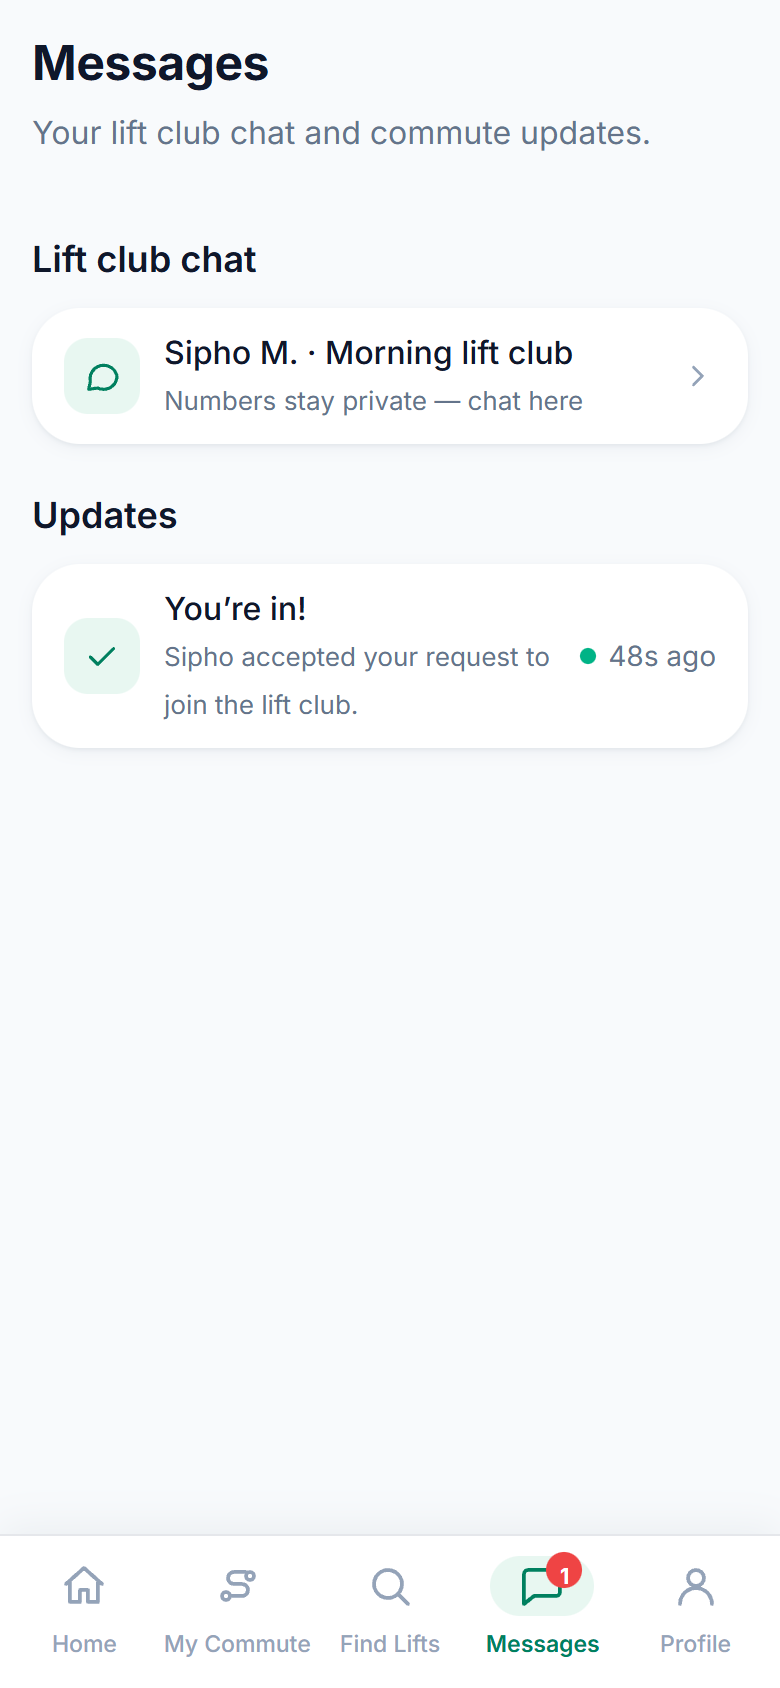 Messages
Your lift club chat and commute updates.
Lift club chat
Sipho M. · Morning lift club
Numbers stay private — chat here
Updates
You’re in!
Sipho accepted your request to
join the lift club.
48s ago
1
Home
My Commute
Find Lifts
Messages
Profile